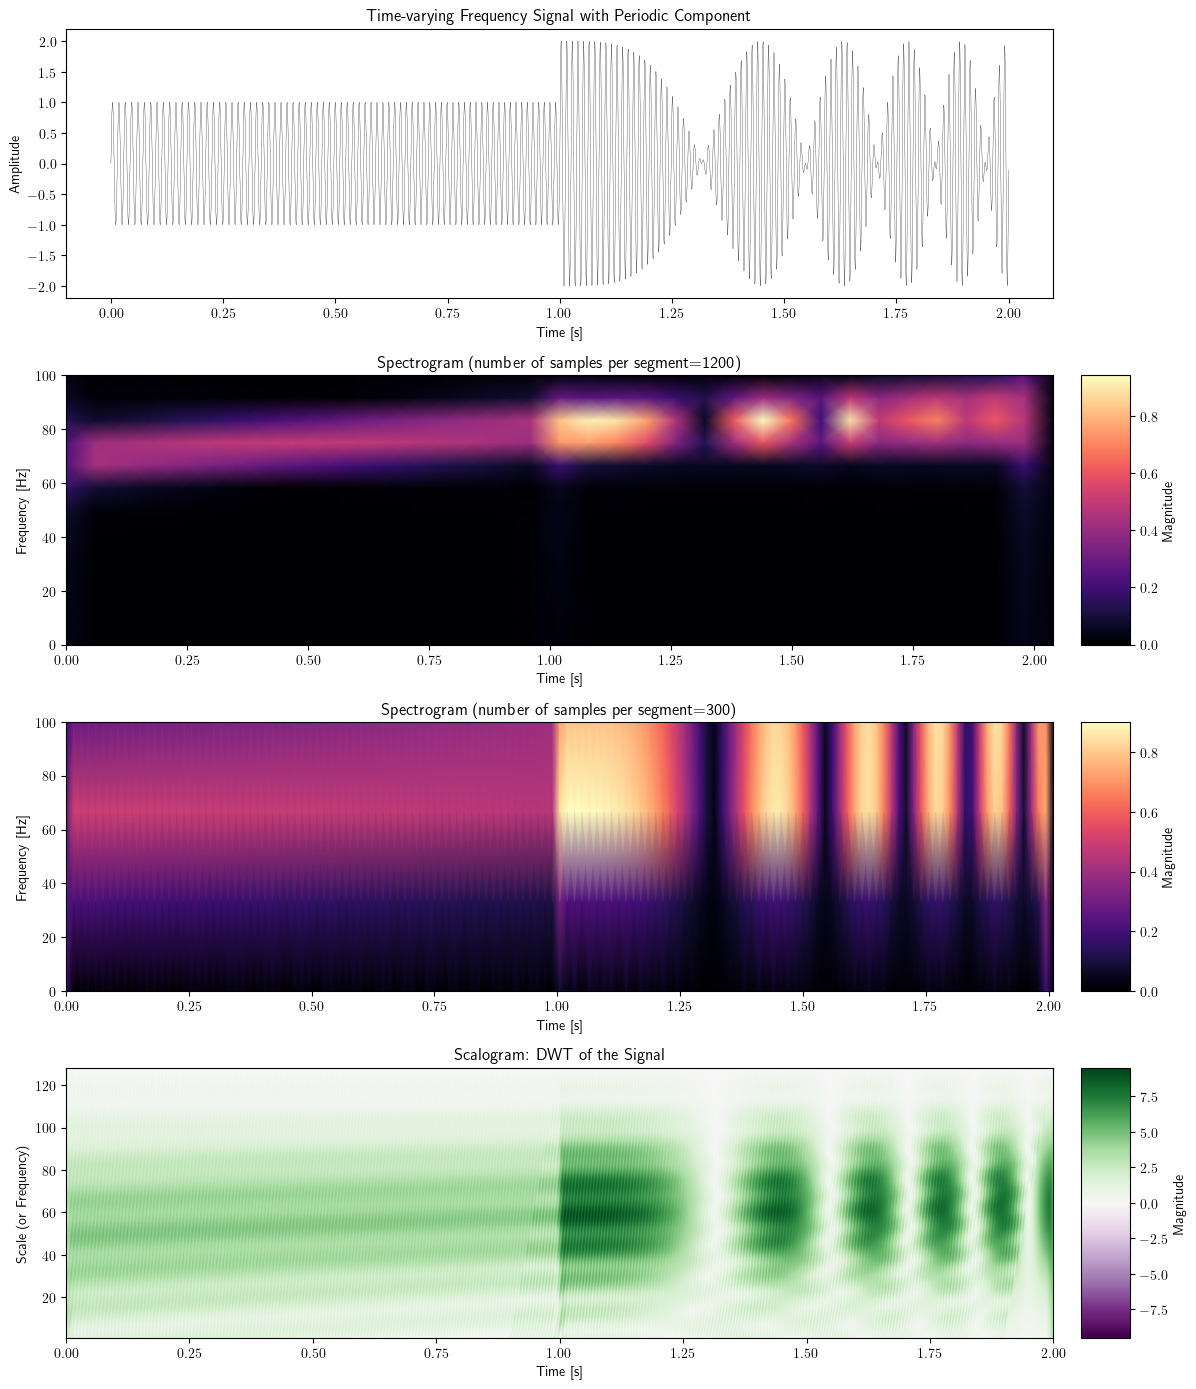 Time-varying Frequency Signal with Periodic Component
2.0
1.5
1.0
0.5
0.0
−0.5
−1.0
−1.5
−2.0
Amplitude
0.00 0.25 0.50 0.75 1.00 1.25 1.50 1.75 2.00
Time [s]
Spectrogram (number of samples per segment=1200)
100
80
60
40
20
0
Frequency [Hz]
0.00 0.25 0.50 0.75 1.00 1.25 1.50 1.75 2.00
Time [s]
0.8
0.6
0.4
0.2
0.0
Magnitude
Spectrogram (number of samples per segment=300)
100
80
60
40
20
0
Frequency [Hz]
0.00 0.25 0.50 0.75 1.00 1.25 1.50 1.75 2.00
Time [s]
0.8
0.6
0.4
0.2
0.0
Magnitude
Scalogram: DWT of the Signal
120
100
80
60
40
20
Scale (or Frequency)
0.00 0.25 0.50 0.75 1.00 1.25 1.50 1.75 2.00
Time [s]
7.5
5.0
2.5
0.0
−2.5
−5.0
−7.5
Magnitude